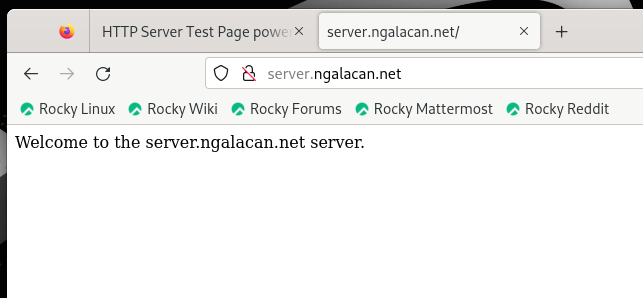 HTTP Server Test Page powe
server.ngalacan.net/
server.ngalacan.net
Rocky Linux Rocky Wiki Rocky Forums Rocky Mattermost Rocky Reddit
Welcome to the server.ngalacan.net server.